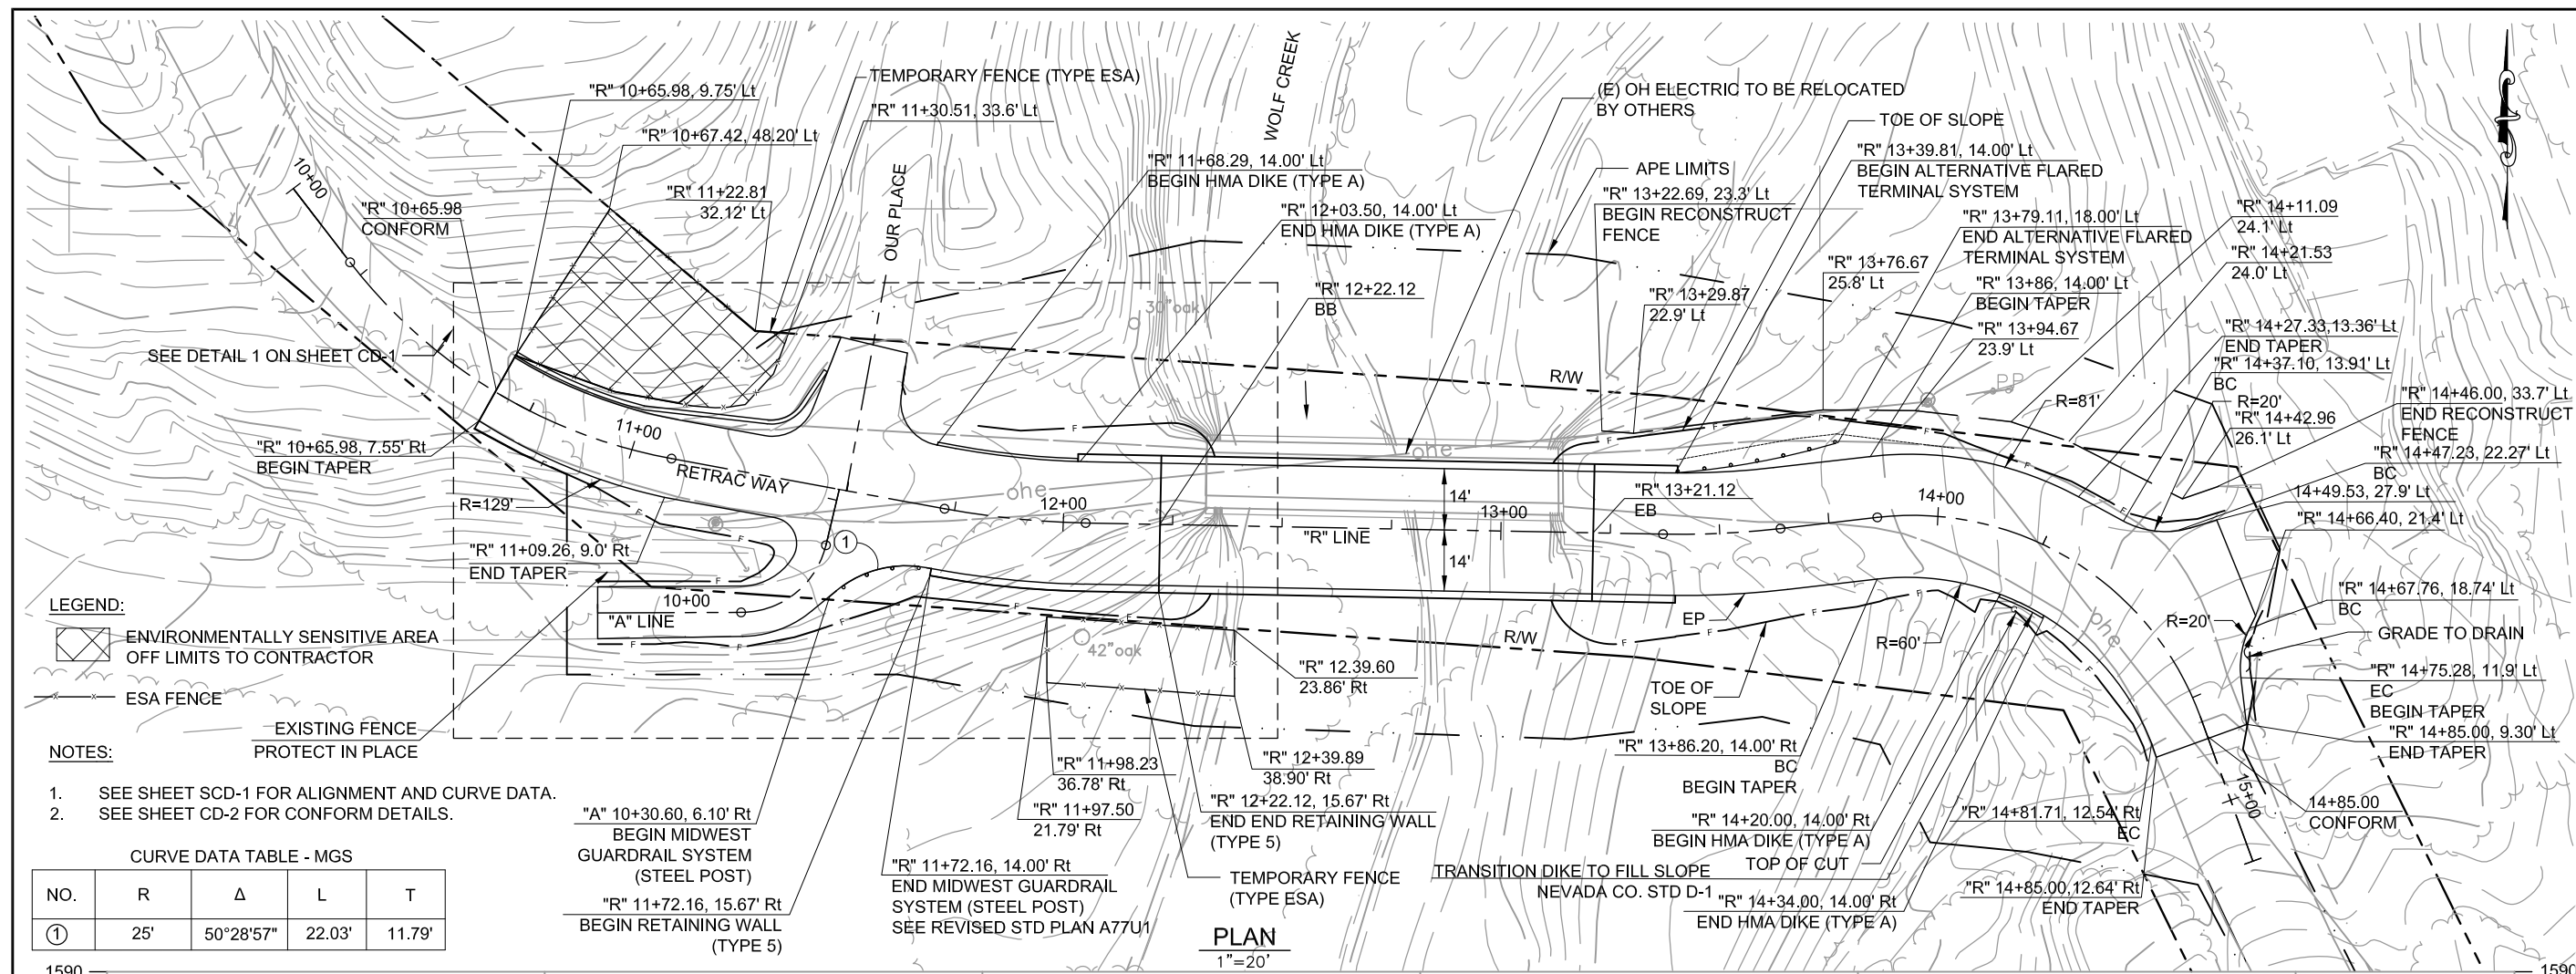 TEMPORARY FENCE (TYPE ESA)
"R" 10+65.98, 9.75' Lt
"R" 10+67.42, 48.20' Lt
"R" 11+30.51, 33.6' Lt
OUR PLACE
WOLF CREEK
(E) OH ELECTRIC TO BE RELOCATED
BY OTHERS
TOE OF SLOPE
10+00
"R" 10+65.98
CONFORM
"R" 11+22.81
32.12' Lt
"R" 11+68.29, 14.00' Lt
BEGIN HMA DIKE (TYPE A)
"R" 12+03.50, 14.00' Lt
END HMA DIKE (TYPE A)
"R" 12+22.12
BB
APE LIMITS
"R" 13+22.69, 23.3' Lt
BEGIN RECONSTRUCT
FENCE
"R" 13+39.81, 14.00' Lt
BEGIN ALTERNATIVE FLARED
TERMINAL SYSTEM
"R" 13+79.11, 18.00' Lt
END ALTERNATIVE FLARED
TERMINAL SYSTEM
"R" 14+11.09
24.1' Lt
"R" 14+21.53
24.0' Lt
"R" 13+76.67
25.8' Lt
"R" 13+86, 14.00' Lt
BEGIN TAPER
"R" 13+29.87
22.9' Lt
"R" 13+94.67
23.9' Lt
"R" 14+27.33,13.36' Lt
END TAPER
"R" 14+37.10, 13.91' Lt
BC
R=20'
"R" 14+42.96
26.1' Lt
"R" 14+46.00, 33.7' Lt
END RECONSTRUCT
FENCE
"R" 14+47.23, 22.27' Lt
BC
14+49.53, 27.9' Lt
"R" 14+66.40, 21.4' Lt
30"oak
PP
R=81'
R/W
SEE DETAIL 1 ON SHEET CD-1
"R" 10+65.98, 7.55' Rt
BEGIN TAPER
11+00
RETRAC WAY
R=129'
ohe
ohe
12+00
14'
14'
13+00
"R" LINE
"R" 13+21.12
EB
14+00
"R" 11+09.26, 9.0' Rt
END TAPER
1
10+00
"A" LINE
42"oak
R/W
EP
R=60'
ohe
"R" 14+67.76, 18.74' Lt
BC
R=20'
GRADE TO DRAIN
"R" 14+75.28, 11.9' Lt
EC
BEGIN TAPER
"R" 14+85.00, 9.30' Lt
END TAPER
LEGEND:
ENVIRONMENTALLY SENSITIVE AREA
OFF LIMITS TO CONTRACTOR
ESA FENCE
EXISTING FENCE
PROTECT IN PLACE
"R" 12.39.60
23.86' Rt
TOE OF
SLOPE
"R" 13+86.20, 14.00' Rt
BC
BEGIN TAPER
NOTES:
1. SEE SHEET SCD-1 FOR ALIGNMENT AND CURVE DATA.
2. SEE SHEET CD-2 FOR CONFORM DETAILS.
"R" 11+98.23
36.78' Rt
"R" 11+97.50
21.79' Rt
"R" 12+39.89
38.90' Rt
"R" 12+22.12, 15.67' Rt
END END RETAINING WALL
(TYPE 5)
"A" 10+30.60, 6.10' Rt
BEGIN MIDWEST
GUARDRAIL SYSTEM
(STEEL POST)
"R" 11+72.16, 15.67' Rt
BEGIN RETAINING WALL
(TYPE 5)
"R" 11+72.16, 14.00' Rt
END MIDWEST GUARDRAIL
SYSTEM (STEEL POST)
SEE REVISED STD PLAN A77U1
TEMPORARY FENCE
(TYPE ESA)
"R" 14+20.00, 14.00' Rt
BEGIN HMA DIKE (TYPE A)
TOP OF CUT
TRANSITION DIKE TO FILL SLOPE
NEVADA CO. STD D-1
"R" 14+34.00, 14.00' Rt
END HMA DIKE (TYPE A)
"R" 14+81.71, 12.54' Rt
EC
"R" 14+85.00,12.64' Rt
END TAPER
15+00
14+85.00
CONFORM
CURVE DATA TABLE - MGS
NO. R Δ L T
1 25' 50°28'57" 22.03' 11.79'
PLAN
1"=20'
1590
1590